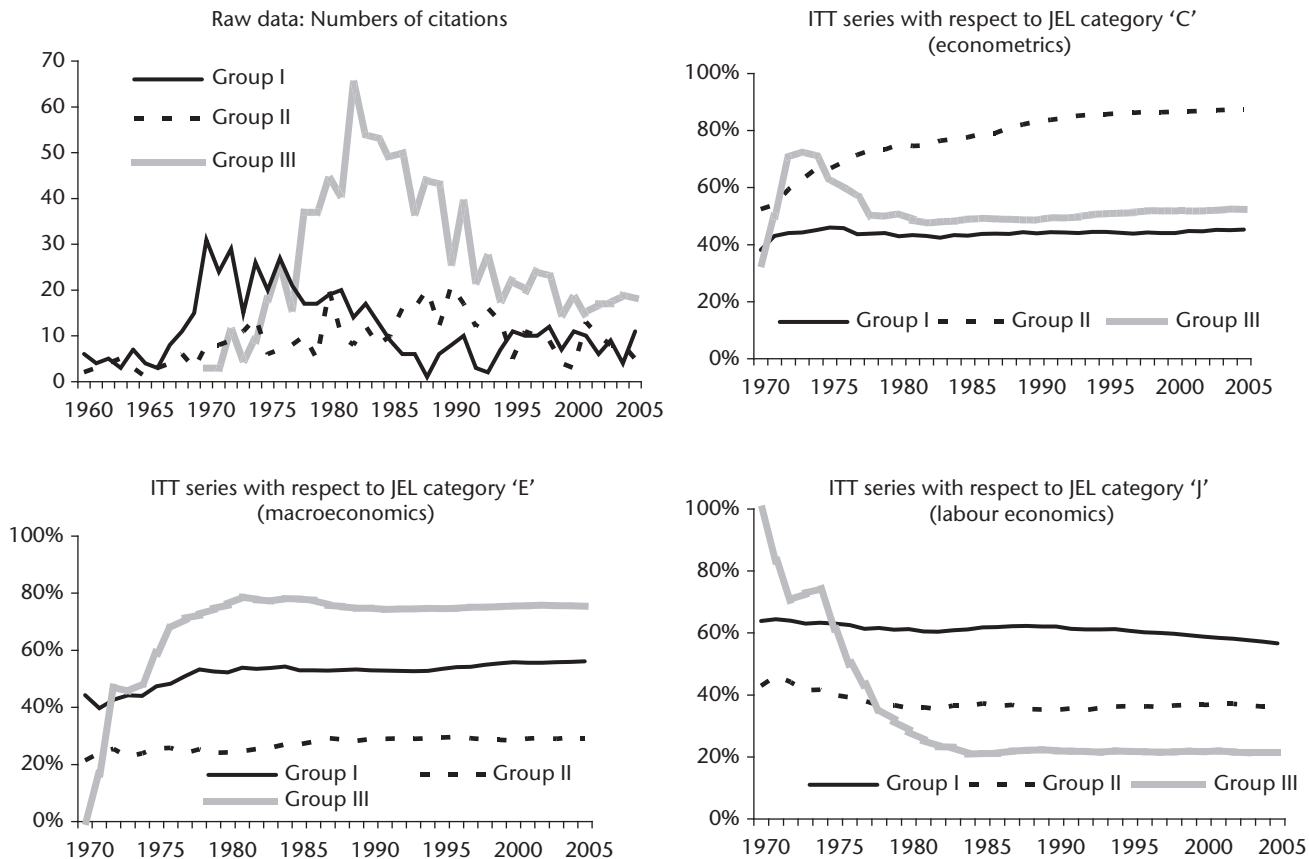 Raw data: Numbers of citations
70
60
50
40
30
20
10
0
Group I
Group II
Group III
1960 1965 1970 1975 1980 1985 1990 1995 2000 2005
ITT series with respect to JEL category ‘C’
(econometrics)
100%
80%
60%
40%
20%
0%
Group I Group II Group III
1970 1975 1980 1985 1990 1995 2000 2005
ITT series with respect to JEL category ‘E’
(macroeconomics)
100%
80%
60%
40%
20%
0%
Group I Group II
Group III
1970 1975 1980 1985 1990 1995 2000 2005
ITT series with respect to JEL category ‘J’
(labour economics)
100%
80%
60%
40%
20%
0%
Group I Group II Group III
1970 1975 1980 1985 1990 1995 2000 2005